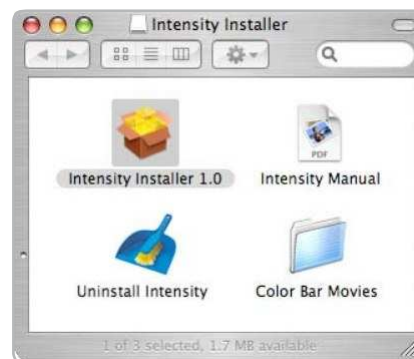 Intensity Installer
Intensity Installer 1.0
Intensity Manual
PDF
Uninstall Intensity
Color Bar Movies
1 of 3 selected, 1.7 MB available